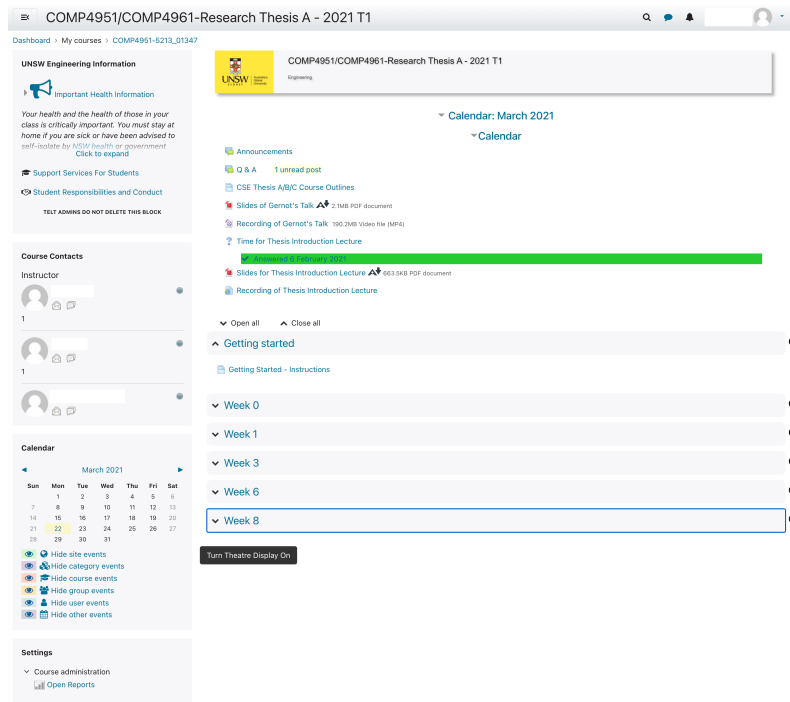 COMP4951/COMP4961-Research Thesis A - 2021 T1
Dashboard > My courses > COMP4951-5213_01347
UNSW Engineering Information
Important Health Information
Your health and the health of those in your
class is critically important. You must stay at
home if you are sick or have been advised to
self-isolate by NSW health or government
Click to expand
Support Services For Students
Student Responsibilities and Conduct
TELT ADMINS DO NOT DELETE THIS BLOCK
Course Contacts
Instructor
1
1
Calendar
March 2021
Sun Mon Tue Wed Thu Fri Sat
1 2 3 4 5 6
7 8 9 10 11 12 13
14 15 16 17 18 19 20
21 22 23 24 25 26 27
28 29 30 31
Hide site events
Hide category events
Hide course events
Hide group events
Hide user events
Hide other events
Settings
Course administration
Open Reports
UNSW
SYDNEY
COMP4951/COMP4961-Research Thesis A - 2021 T1
Engineering
Calendar: March 2021
Calendar
Announcements
Q & A 1 unread post
CSE Thesis A/B/C Course Outlines
Slides of Gernot's Talk 2.1MB PDF document
Recording of Gernot's Talk 190.2MB Video file (MP4)
Time for Thesis Introduction Lecture
Answered 6 February 2021
Slides for Thesis Introduction Lecture 663.5KB PDF document
Recording of Thesis Introduction Lecture
Open all Close all
Getting started
Getting Started - Instructions
Week 0
Week 1
Week 3
Week 6
Week 8
Turn Theatre Display On